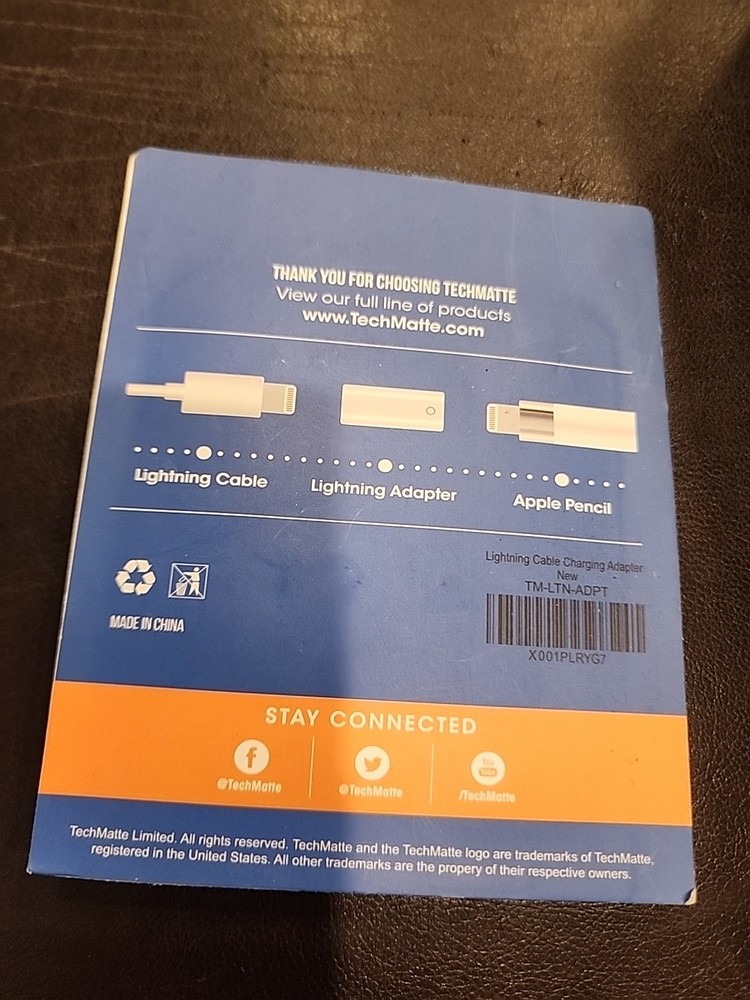 THANK YOU FOR CHOOSING TECHMATTE
View our full line of products
www.TechMatte.com
Lightning Cable
Lightning Adapter
Apple Pencil
Lightning Cable Charging Adapter
New
TM-LTN-ADPT
X001PLRYG7
MADE IN CHINA
STAY CONNECTED
f
You Tube
@TechMatte
@TechMatte
/TechMatte
TechMatte Limited. All rights reserved. TechMatte and the TechMatte logo are trademarks of TechMatte,
registered in the United States. All other trademarks are the propery of their respective owners.